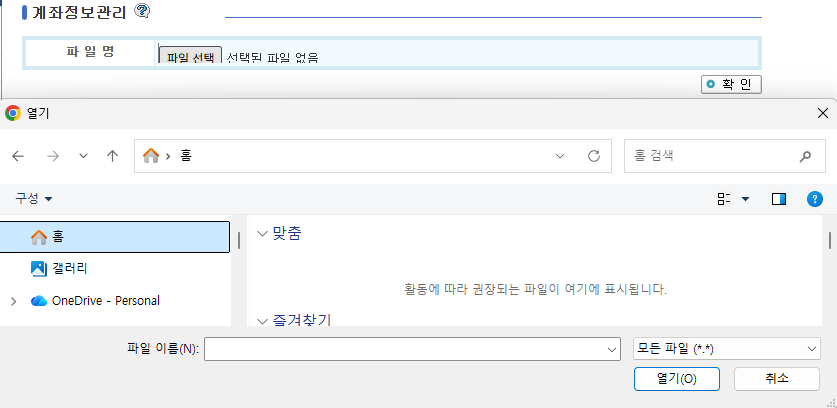 계좌정보관리
파 일 명 파일 선택 선택된 파일 없음
확 인
열기
홈 홈 검색
구성
홈
맞춤
갤러리
활동에 따라 권장되는 파일이 여기에 표시됩니다.
OneDrive - Personal
즐겨찾기
파일 이름(N): 모든 파일 (*.*)
열기(O) 취소